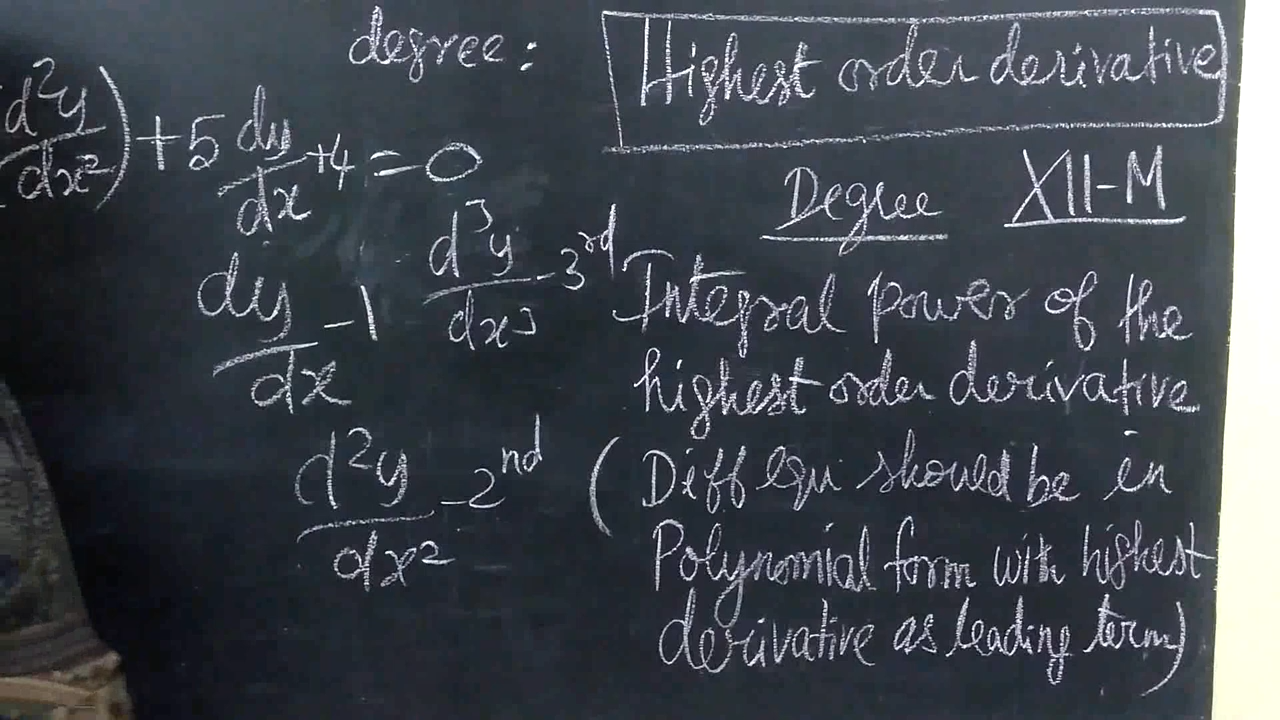 degree:
Highest order derivative
(d²y/dx²) + 5 dy/dx + 4 = 0
Degree XII-M
dy/dx - 1
d³y/dx³ - 3rd
Integral power of the
highest order derivative
d²y/dx² - 2nd
(Diff equ should be in
Polynomial form with highest
derivative as leading term)